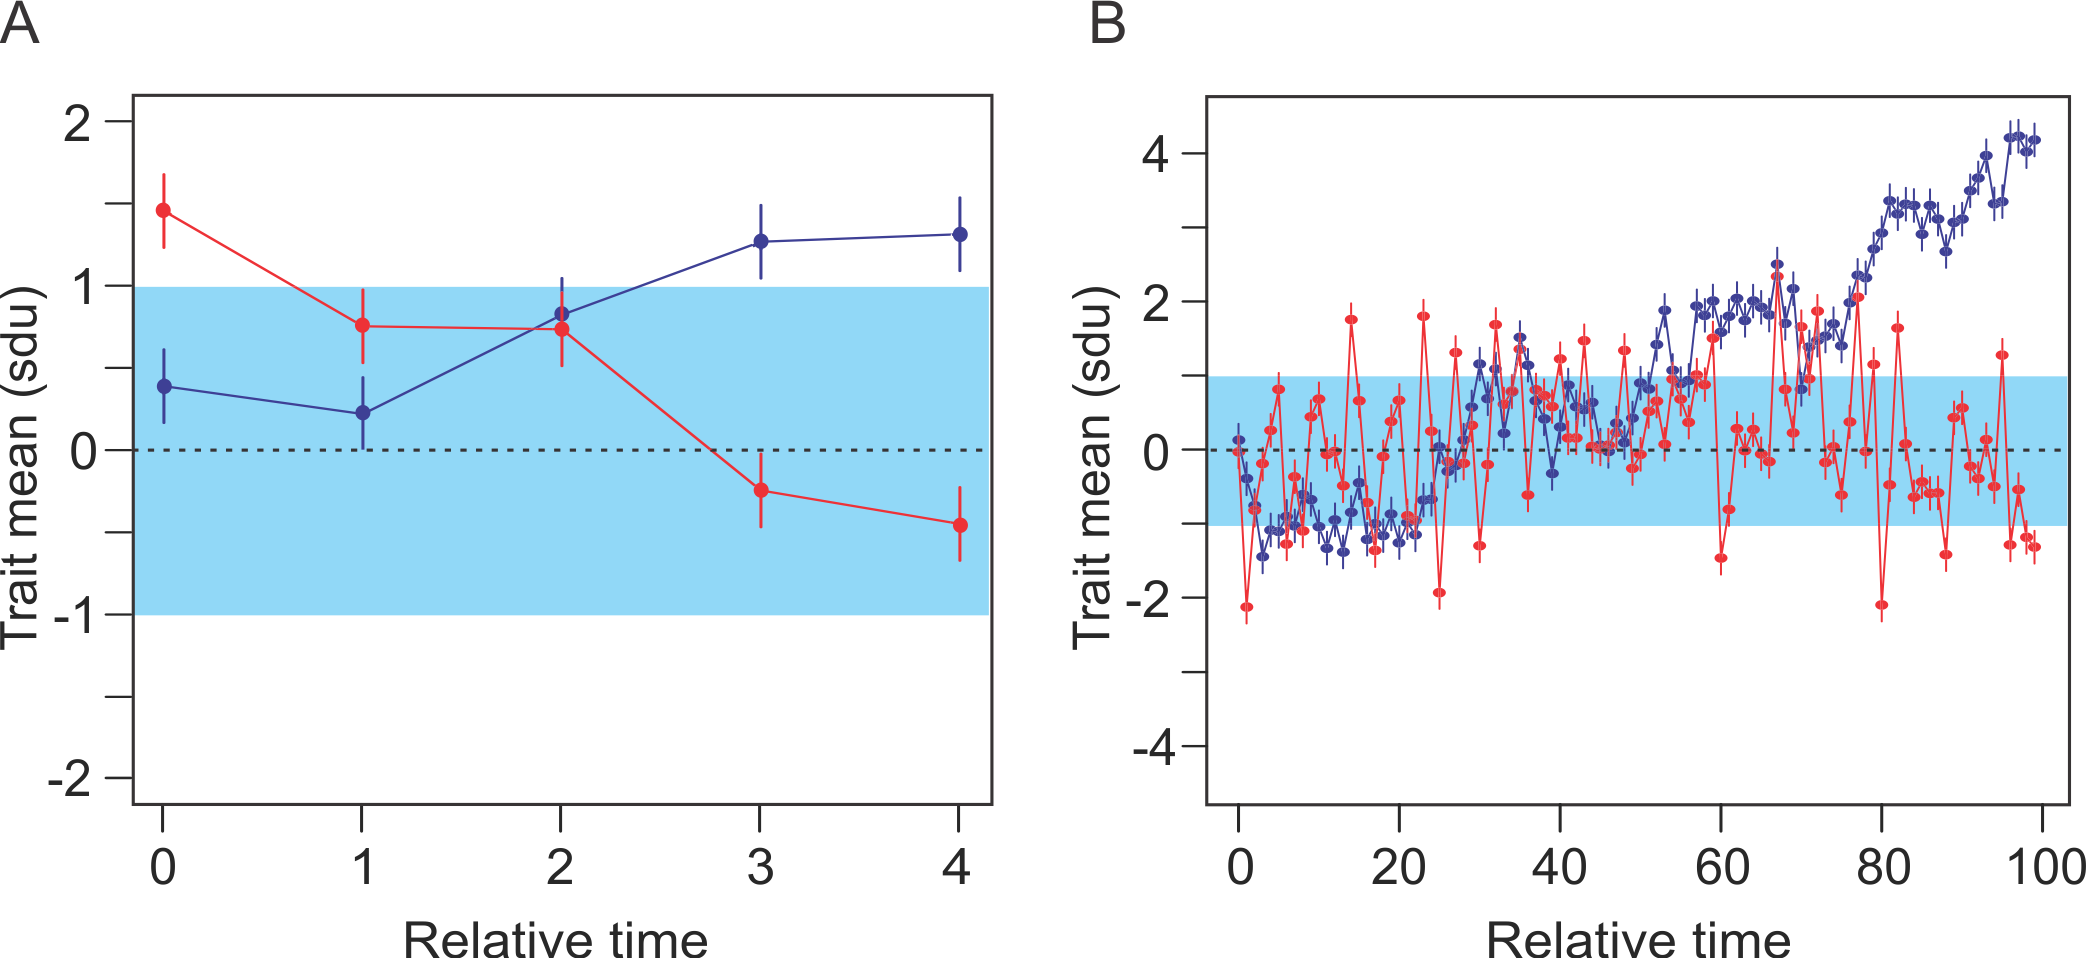 A
B
2
1
0
-1
-2
Trait mean (sdu)
0 1 2 3 4
Relative time
4
2
0
-2
-4
Trait mean (sdu)
0 20 40 60 80 100
Relative time